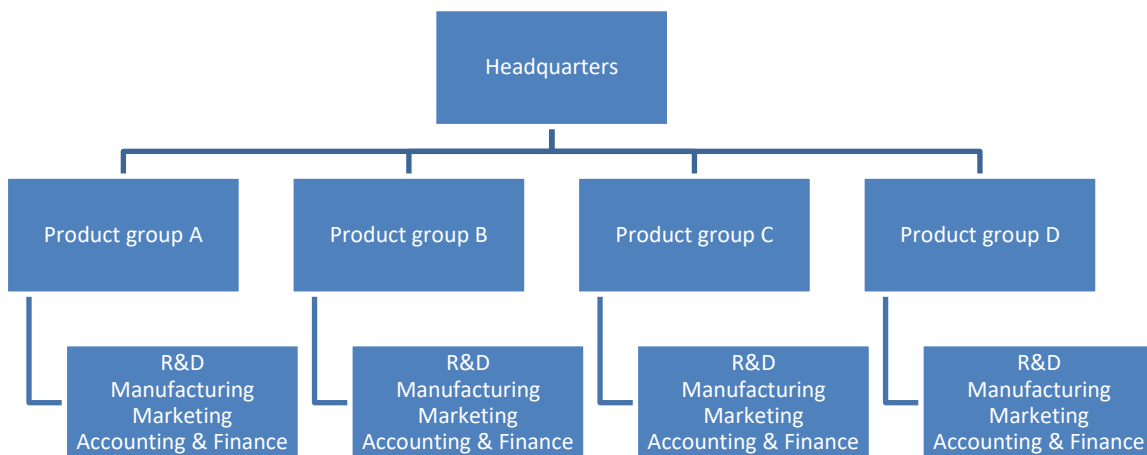 Headquarters
Product group A
Product group B
Product group C
Product group D
R&D
Manufacturing
Marketing
Accounting & Finance
R&D
Manufacturing
Marketing
Accounting & Finance
R&D
Manufacturing
Marketing
Accounting & Finance
R&D
Manufacturing
Marketing
Accounting & Finance